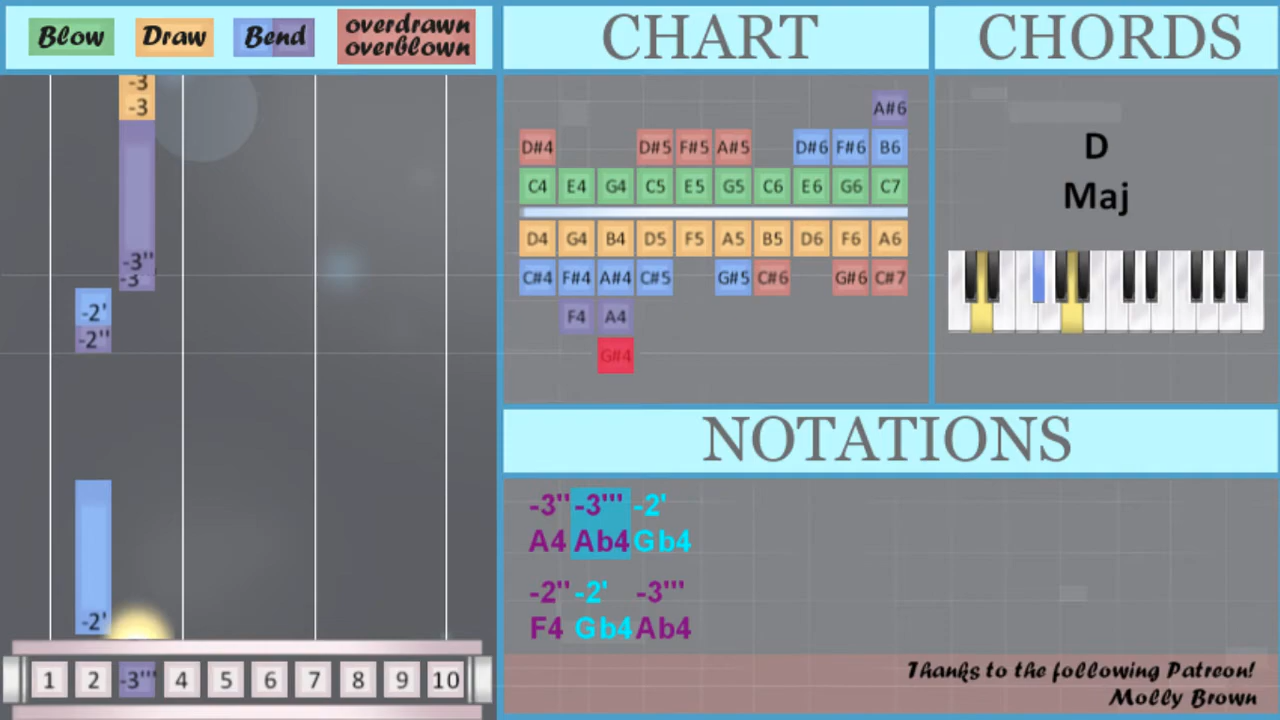 Blow Draw Bend overdrawn
overblown
CHART
CHORDS
-3
-3
-3''
-3
-2'
-2''
-2'
1 2 -3''' 4 5 6 7 8 9 10
A#6
D#4 D#5 F#5 A#5 D#6 F#6 B6
C4 E4 G4 C5 E5 G5 C6 E6 G6 C7
D4 G4 B4 D5 F5 A5 B5 D6 F6 A6
C#4 F#4 A#4 C#5 G#5 C#6 G#6 C#7
F4 A4
G#4
D
Maj
NOTATIONS
-3'' -3''' -2'
A4 Ab4 Gb4
-2'' -2' -3'''
F4 Gb4 Ab4
Thanks to the following Patreon!
Molly Brown